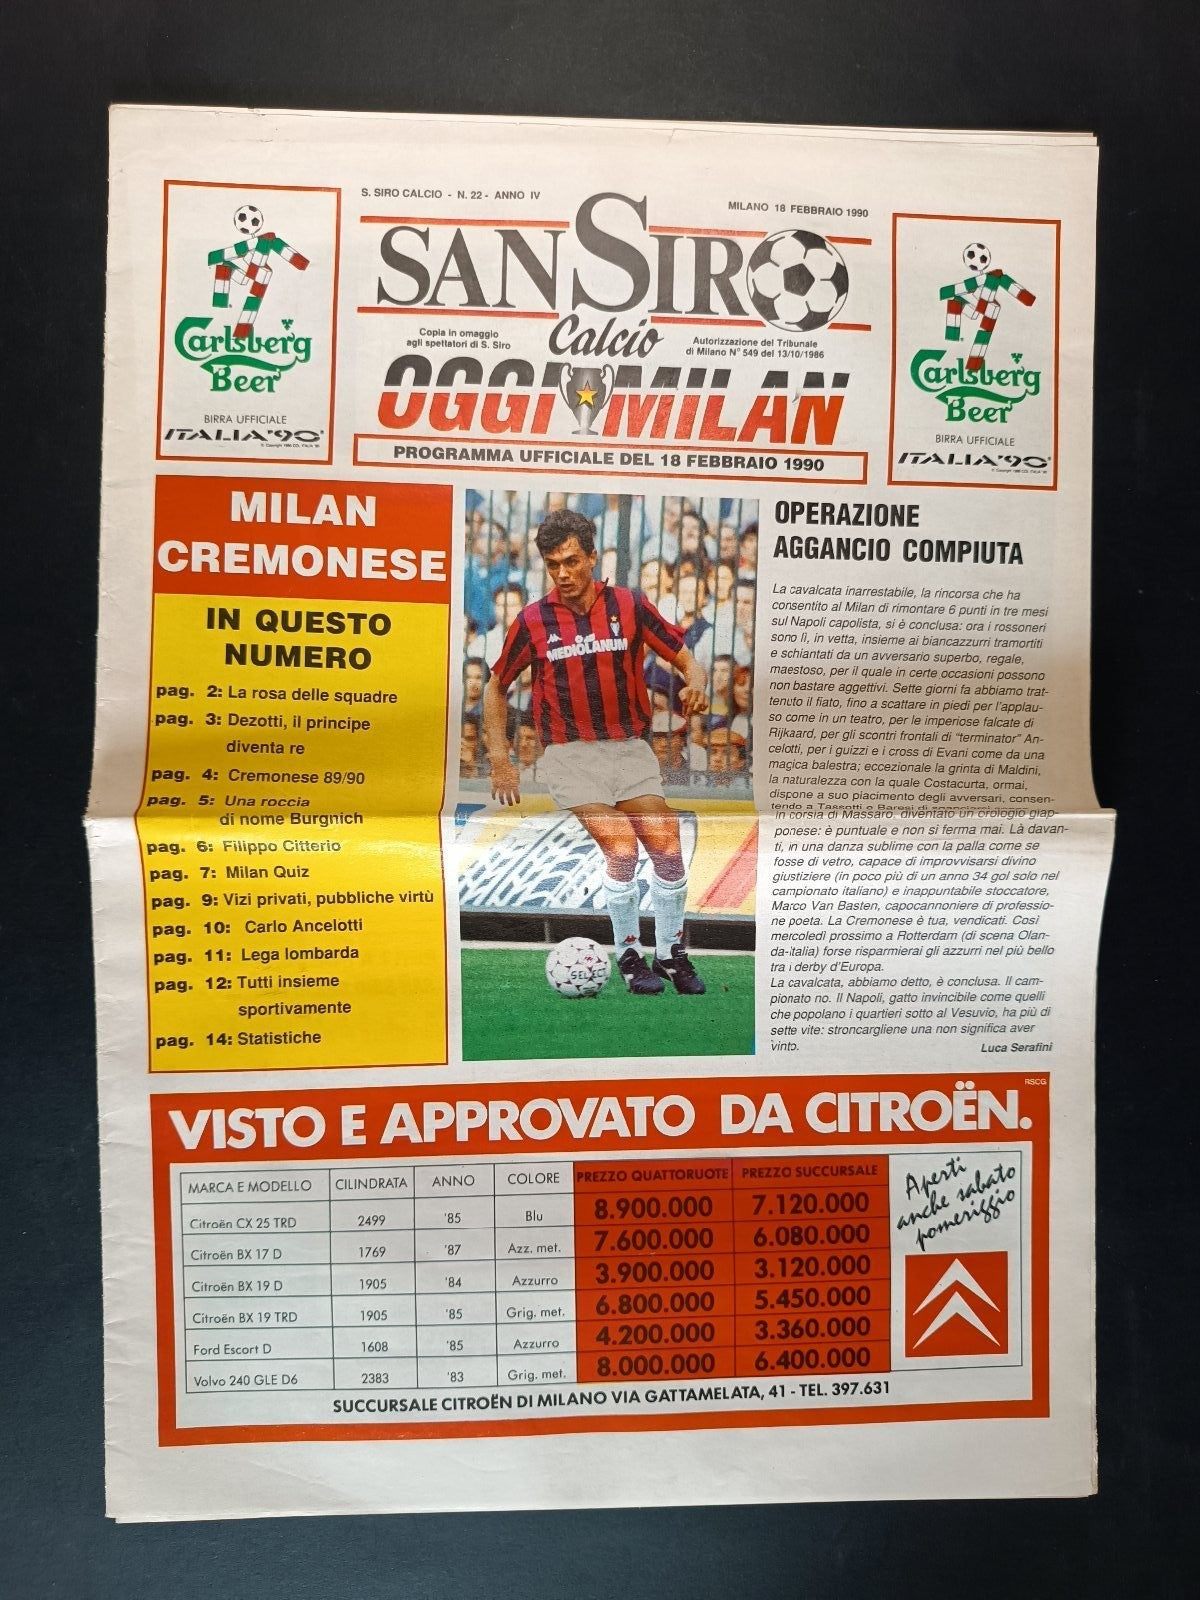 S. SIRO CALCIO - N. 22 - ANNO IV
MILANO 18 FEBBRAIO 1990
SAN SIRO
Calcio
Copia in omaggio
agli spettatori di S. Siro
Autorizzazione del Tribunale
di Milano N° 549 del 13/10/1986
OGGI MILAN
PROGRAMMA UFFICIALE DEL 18 FEBBRAIO 1990
Carlsberg
Beer
BIRRA UFFICIALE
ITALIA'90
Carlsberg
Beer
BIRRA UFFICIALE
ITALIA'90
MILAN
CREMONESE
IN QUESTO
NUMERO
pag. 2: La rosa delle squadre
pag. 3: Dezotti, il principe
diventa re
pag. 4: Cremonese 89/90
pag. 5: Una roccia
di nome Burgnich
pag. 6: Filippo Citterio
pag. 7: Milan Quiz
pag. 9: Vizi privati, pubbliche virtù
pag. 10: Carlo Ancelotti
pag. 11: Lega lombarda
pag. 12: Tutti insieme
sportivamente
pag. 14: Statistiche
MEDIOLANUM
SELECT
OPERAZIONE
AGGANCIO COMPIUTA
La cavalcata inarrestabile, la rincorsa che ha
consentito al Milan di rimontare 6 punti in tre mesi
sul Napoli capolista, si è conclusa: ora i rossoneri
sono lì, in vetta, insieme ai biancazzurri tramortiti
e schiantati da un avversario superbo, regale,
maestoso, per il quale in certe occasioni possono
non bastare aggettivi. Sette giorni fa abbiamo trat-
tenuto il fiato, fino a scattare in piedi per l'applau-
so come in un teatro, per le imperiose falcate di
Rijkaard, per gli scontri frontali di "terminator" An-
celotti, per i guizzi e i cross di Evani come da una
magica balestra; eccezionale la grinta di Maldini,
la naturalezza con la quale Costacurta, ormai,
dispone a suo piacimento degli avversari, consen-
tendo a Tassotti e Baresi di
in corsia di Massaro, diventato un orologio giap-
ponese: è puntuale e non si ferma mai. Là davan-
ti, in una danza sublime con la palla come se
fosse di vetro, capace di improvvisarsi divino
giustiziere (in poco più di un anno 34 gol solo nel
campionato italiano) e inappuntabile stoccatore,
Marco Van Basten, capocannoniere di professio-
ne poeta. La Cremonese è tua, vendicati. Così
mercoledì prossimo a Rotterdam (di scena Olan-
da-Italia) forse risparmierai gli azzurri nel più bello
tra i derby d'Europa.
La cavalcata, abbiamo detto, è conclusa. Il cam-
pionato no. Il Napoli, gatto invincibile come quelli
che popolano i quartieri sotto al Vesuvio, ha più di
sette vite: stroncargliene una non significa aver
vinto.
Luca Serafini
RSCG
VISTO E APPROVATO DA CITROËN.
MARCA E MODELLO CILINDRATA ANNO COLORE PREZZO QUATTORUOTE PREZZO SUCCURSALE
Citroën CX 25 TRD 2499 '85 Blu 8.900.000 7.120.000
Citroën BX 17 D 1769 '87 Azz. met. 7.600.000 6.080.000
Citroën BX 19 D 1905 '84 Azzurro 3.900.000 3.120.000
Citroën BX 19 TRD 1905 '85 Grig. met. 6.800.000 5.450.000
Ford Escort D 1608 '85 Azzurro 4.200.000 3.360.000
Volvo 240 GLE D6 2383 '83 Grig. met. 8.000.000 6.400.000
Aperti
anche sabato
pomeriggio
SUCCURSALE CITROËN DI MILANO VIA GATTAMELATA, 41 - TEL. 397.631